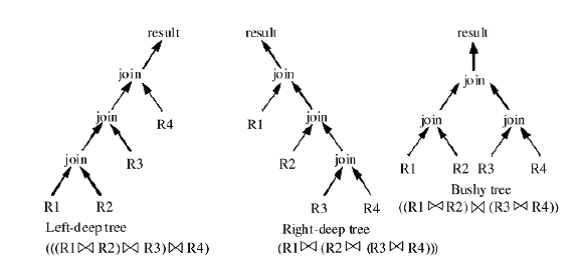 result
join
join
R4
join
R3
R1
R2
Left-deep tree
(((R1⋈R2)⋈R3)⋈R4)
result
join
R1
join
R2
join
R3
R4
Right-deep tree
(R1⋈(R2⋈(R3⋈R4)))
result
join
join
join
R1
R2
R3
R4
Bushy tree
((R1⋈R2)⋈(R3⋈R4))